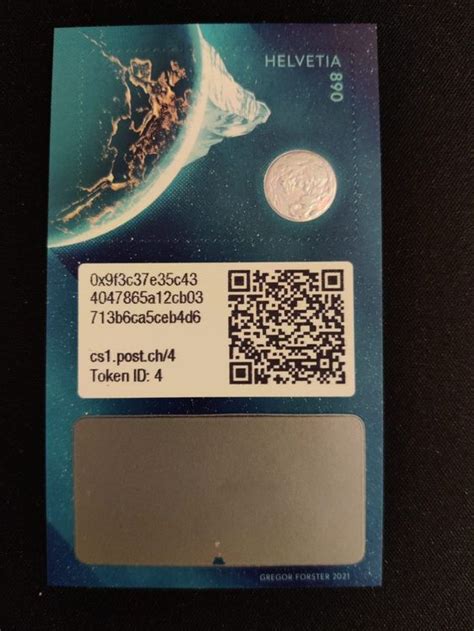 HELVETIA
890
0x9f3c37e35c43
4047865a12cb03
713b6ca5ceb4d6
cs1.post.ch/4
Token ID: 4
GREGOR FORSTER 2021